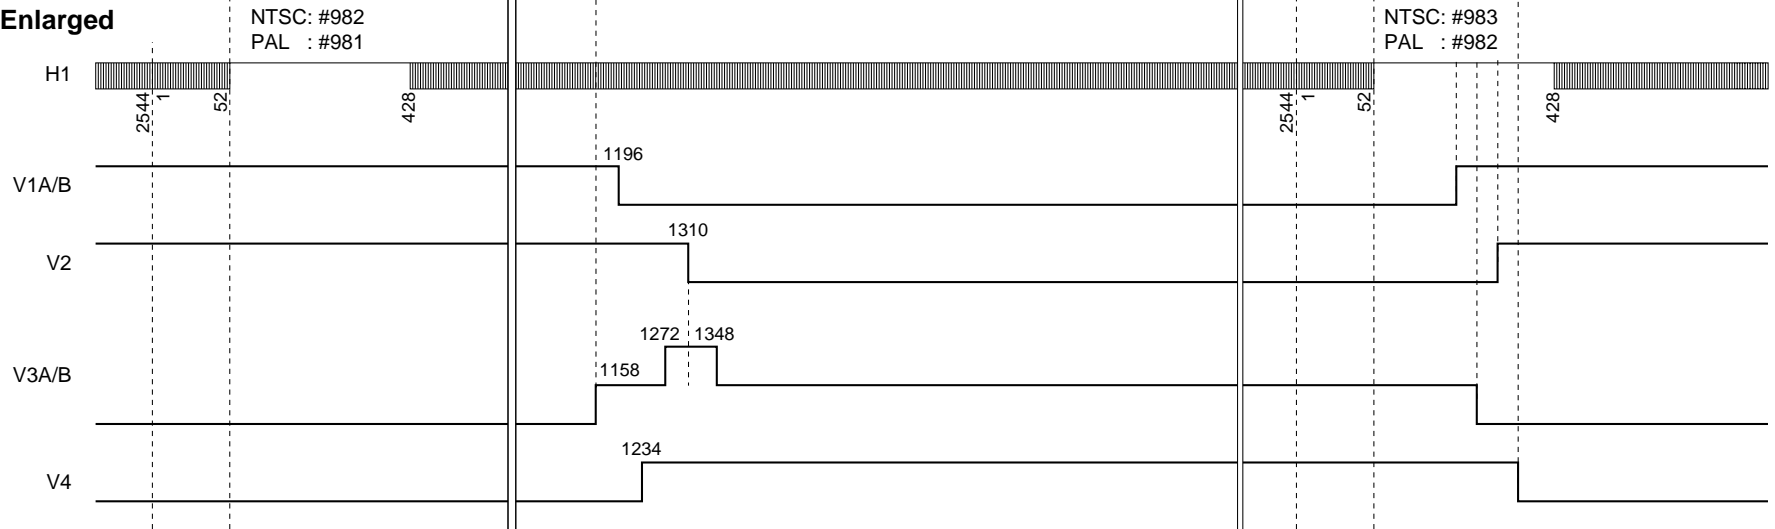 Enlarged
NTSC: #982
PAL : #981
NTSC: #983
PAL : #982
H1
2544
1
52
428
2544
1
52
428
V1A/B
1196
V2
1310
V3A/B
1158
1272
1348
V4
1234